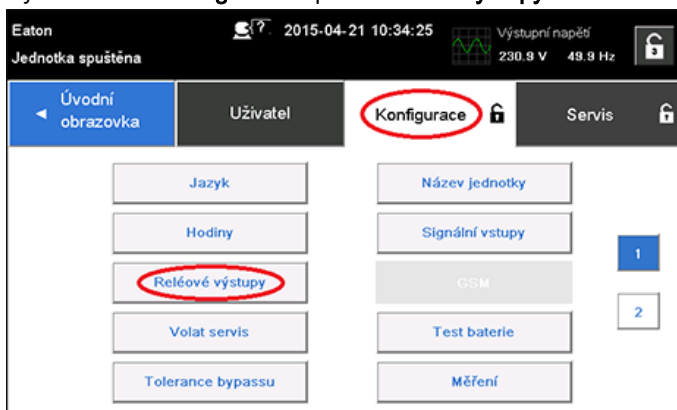 Eaton
2015-04-21 10:34:25
Výstupní napětí
Jednotka spuštěna
230.9 V 49.9 Hz
3
Úvodní
obrazovka
Uživatel
Konfigurace
Servis
Jazyk
Název jednotky
Hodiny
Signální vstupy
1
Reléové výstupy
GSM
2
Volat servis
Test baterie
Tolerance bypassu
Měření